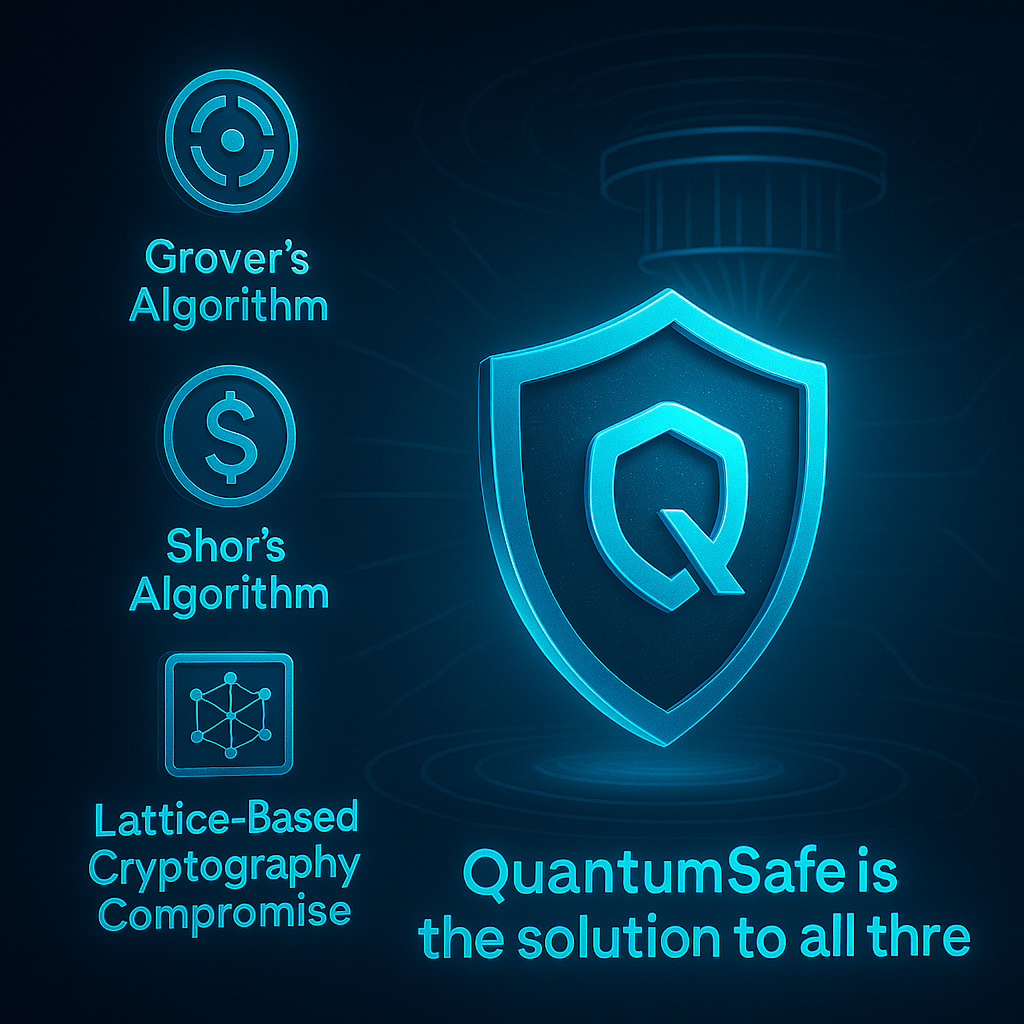 Grover's
Algorithm
$
Shor's
Algorithm
Lattice-Based
Cryptography
Compromise
Q
QuantumSafe is
the solution to all thre